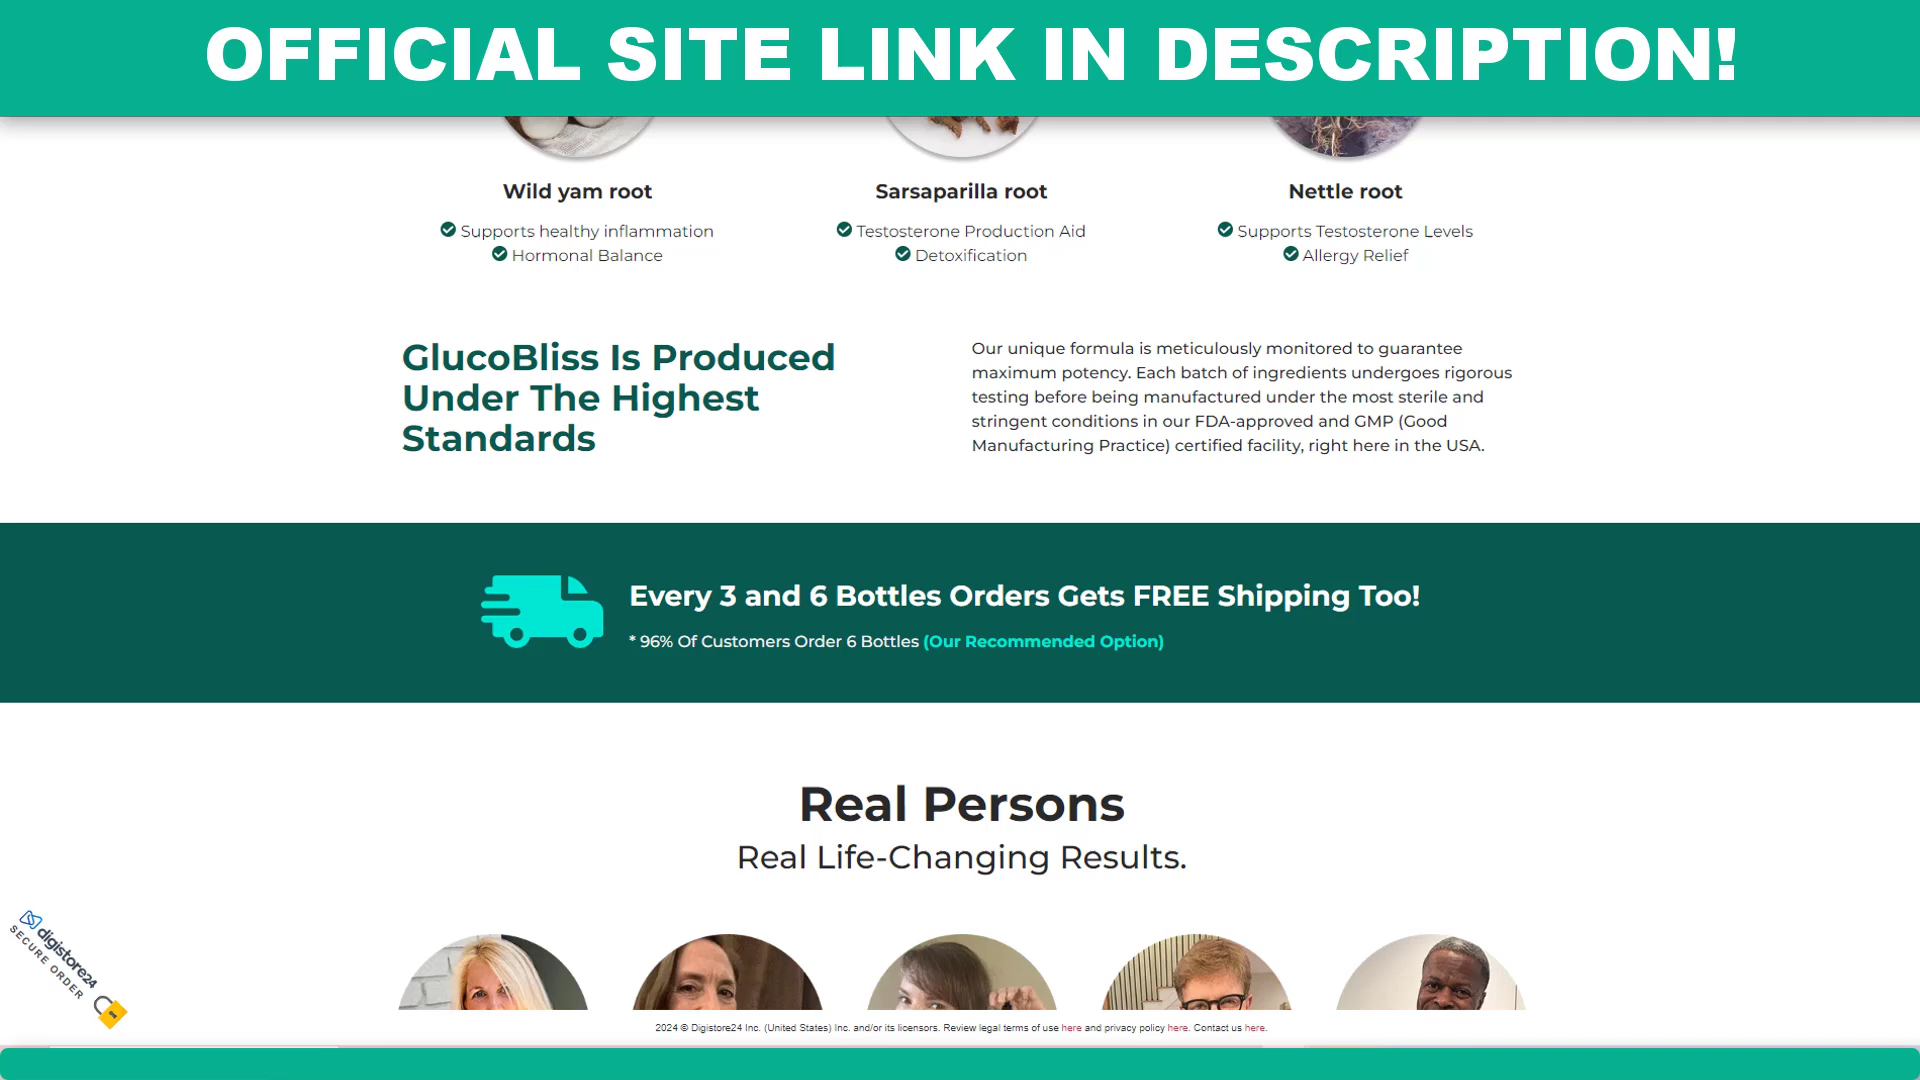 OFFICIAL SITE LINK IN DESCRIPTION!
Wild yam root
Supports healthy inflammation
Hormonal Balance
Sarsaparilla root
Testosterone Production Aid
Detoxification
Nettle root
Supports Testosterone Levels
Allergy Relief
GlucoBliss Is Produced
Under The Highest
Standards
Our unique formula is meticulously monitored to guarantee
maximum potency. Each batch of ingredients undergoes rigorous
testing before being manufactured under the most sterile and
stringent conditions in our FDA-approved and GMP (Good
Manufacturing Practice) certified facility, right here in the USA.
Every 3 and 6 Bottles Orders Gets FREE Shipping Too!
* 96% Of Customers Order 6 Bottles (Our Recommended Option)
Real Persons
Real Life-Changing Results.
digistore24
SECURE ORDER
2024 © Digistore24 Inc. (United States) Inc. and/or its licensors. Review legal terms of use here and privacy policy here. Contact us here.